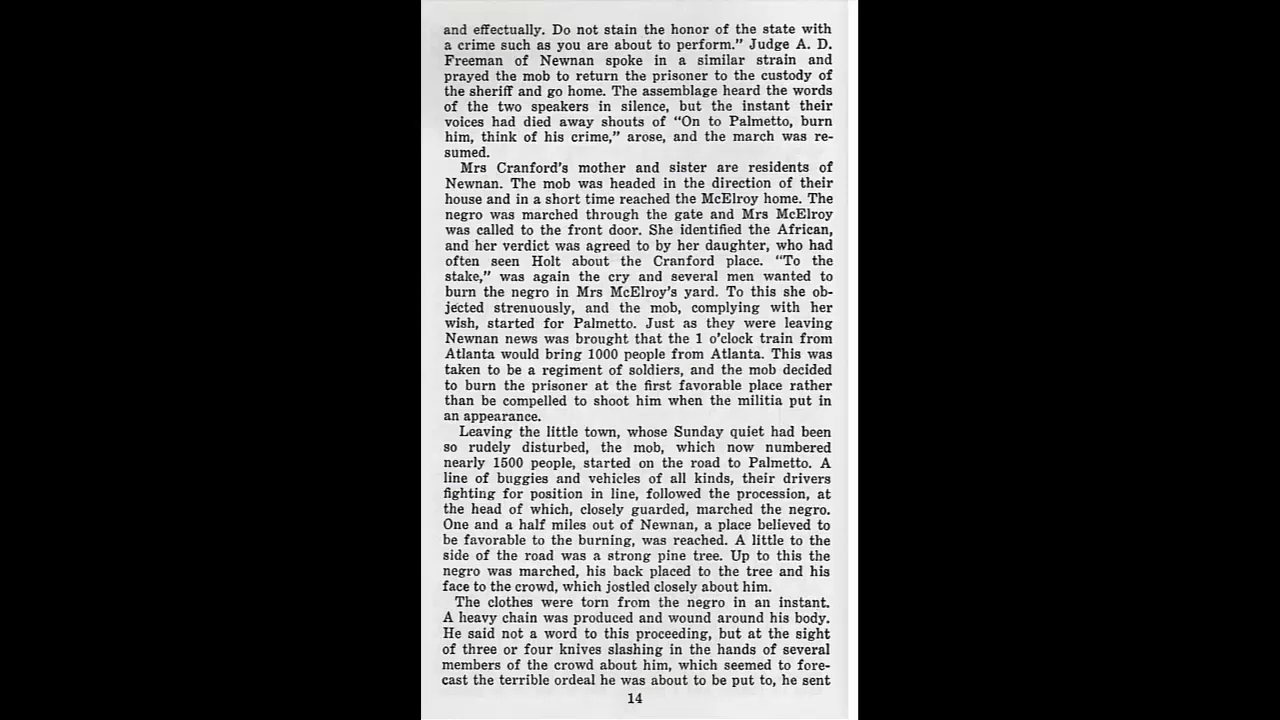 and effectually. Do not stain the honor of the state with
a crime such as you are about to perform.” Judge A. D.
Freeman of Newnan spoke in a similar strain and
prayed the mob to return the prisoner to the custody of
the sheriff and go home. The assemblage heard the words
of the two speakers in silence, but the instant their
voices had died away shouts of “On to Palmetto, burn
him, think of his crime,” arose, and the march was re-
sumed.
Mrs Cranford’s mother and sister are residents of
Newnan. The mob was headed in the direction of their
house and in a short time reached the McElroy home. The
negro was marched through the gate and Mrs McElroy
was called to the front door. She identified the African,
and her verdict was agreed to by her daughter, who had
often seen Holt about the Cranford place. “To the
stake,” was again the cry and several men wanted to
burn the negro in Mrs McElroy’s yard. To this she ob-
jected strenuously, and the mob, complying with her
wish, started for Palmetto. Just as they were leaving
Newnan news was brought that the 1 o’clock train from
Atlanta would bring 1000 people from Atlanta. This was
taken to be a regiment of soldiers, and the mob decided
to burn the prisoner at the first favorable place rather
than be compelled to shoot him when the militia put in
an appearance.
Leaving the little town, whose Sunday quiet had been
so rudely disturbed, the mob, which now numbered
nearly 1500 people, started on the road to Palmetto. A
line of buggies and vehicles of all kinds, their drivers
fighting for position in line, followed the procession, at
the head of which, closely guarded, marched the negro.
One and a half miles out of Newnan, a place believed to
be favorable to the burning, was reached. A little to the
side of the road was a strong pine tree. Up to this the
negro was marched, his back placed to the tree and his
face to the crowd, which jostled closely about him.
The clothes were torn from the negro in an instant.
A heavy chain was produced and wound around his body.
He said not a word to this proceeding, but at the sight
of three or four knives slashing in the hands of several
members of the crowd about him, which seemed to fore-
cast the terrible ordeal he was about to be put to, he sent
14